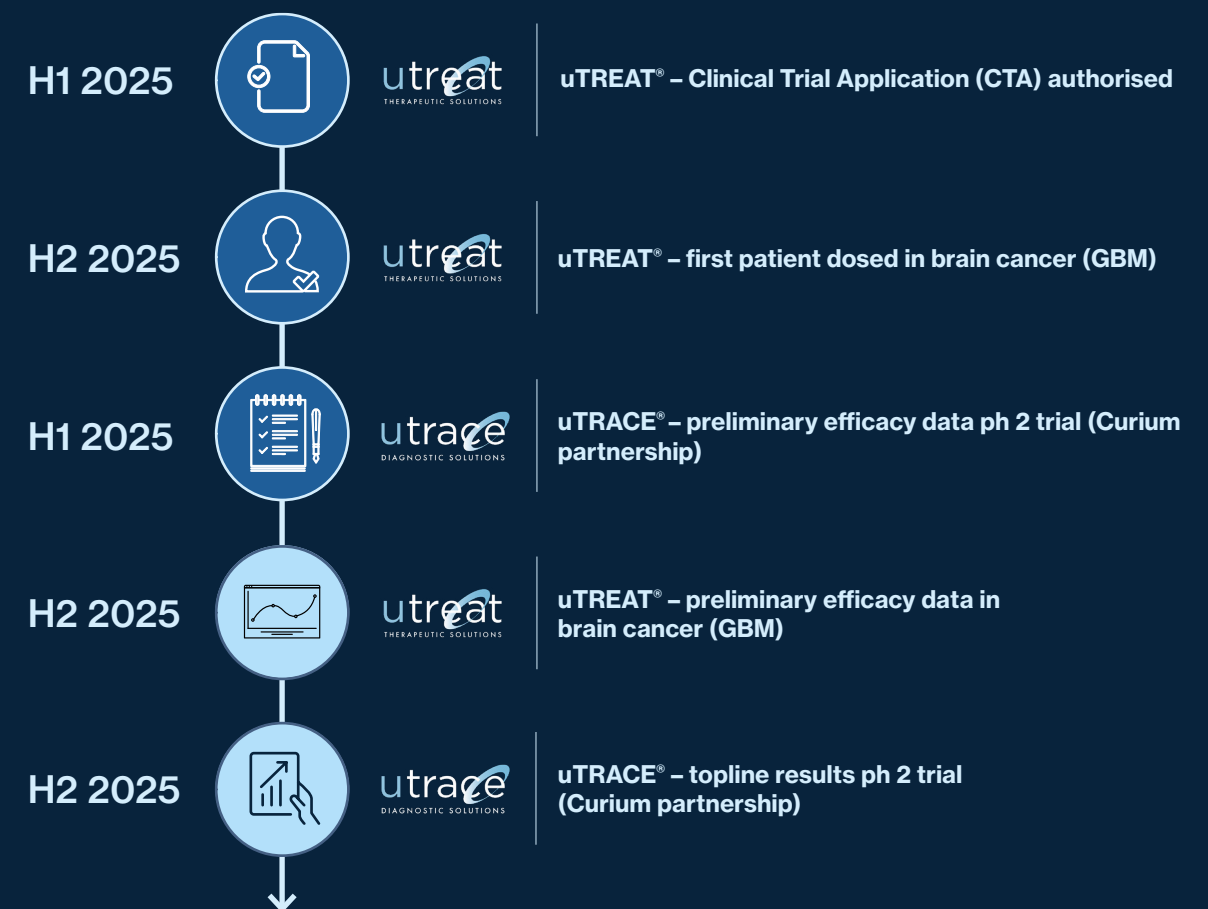 H1 2025
utreat
THERAPEUTIC SOLUTIONS
uTREAT® – Clinical Trial Application (CTA) authorised
H2 2025
utreat
THERAPEUTIC SOLUTIONS
uTREAT® – first patient dosed in brain cancer (GBM)
H1 2025
utrace
DIAGNOSTIC SOLUTIONS
uTRACE® – preliminary efficacy data ph 2 trial (Curium
partnership)
H2 2025
utreat
THERAPEUTIC SOLUTIONS
uTREAT® – preliminary efficacy data in
brain cancer (GBM)
H2 2025
utrace
DIAGNOSTIC SOLUTIONS
uTRACE® – topline results ph 2 trial
(Curium partnership)